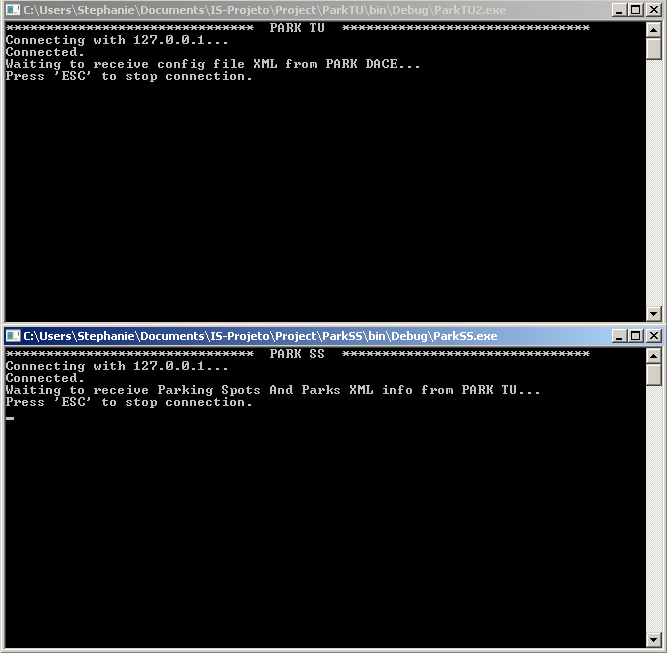 C:\Users\Stephanie\Documents\IS-Projeto\Project\ParkTU\bin\Debug\ParkTU2.exe
******************************* PARK TU *******************************
Connecting with 127.0.0.1...
Connected.
Waiting to receive config file XML from PARK DACE...
Press 'ESC' to stop connection.
C:\Users\Stephanie\Documents\IS-Projeto\Project\ParkSS\bin\Debug\ParkSS.exe
******************************* PARK SS *******************************
Connecting with 127.0.0.1...
Connected.
Waiting to receive Parking Spots And Parks XML info from PARK TU...
Press 'ESC' to stop connection.